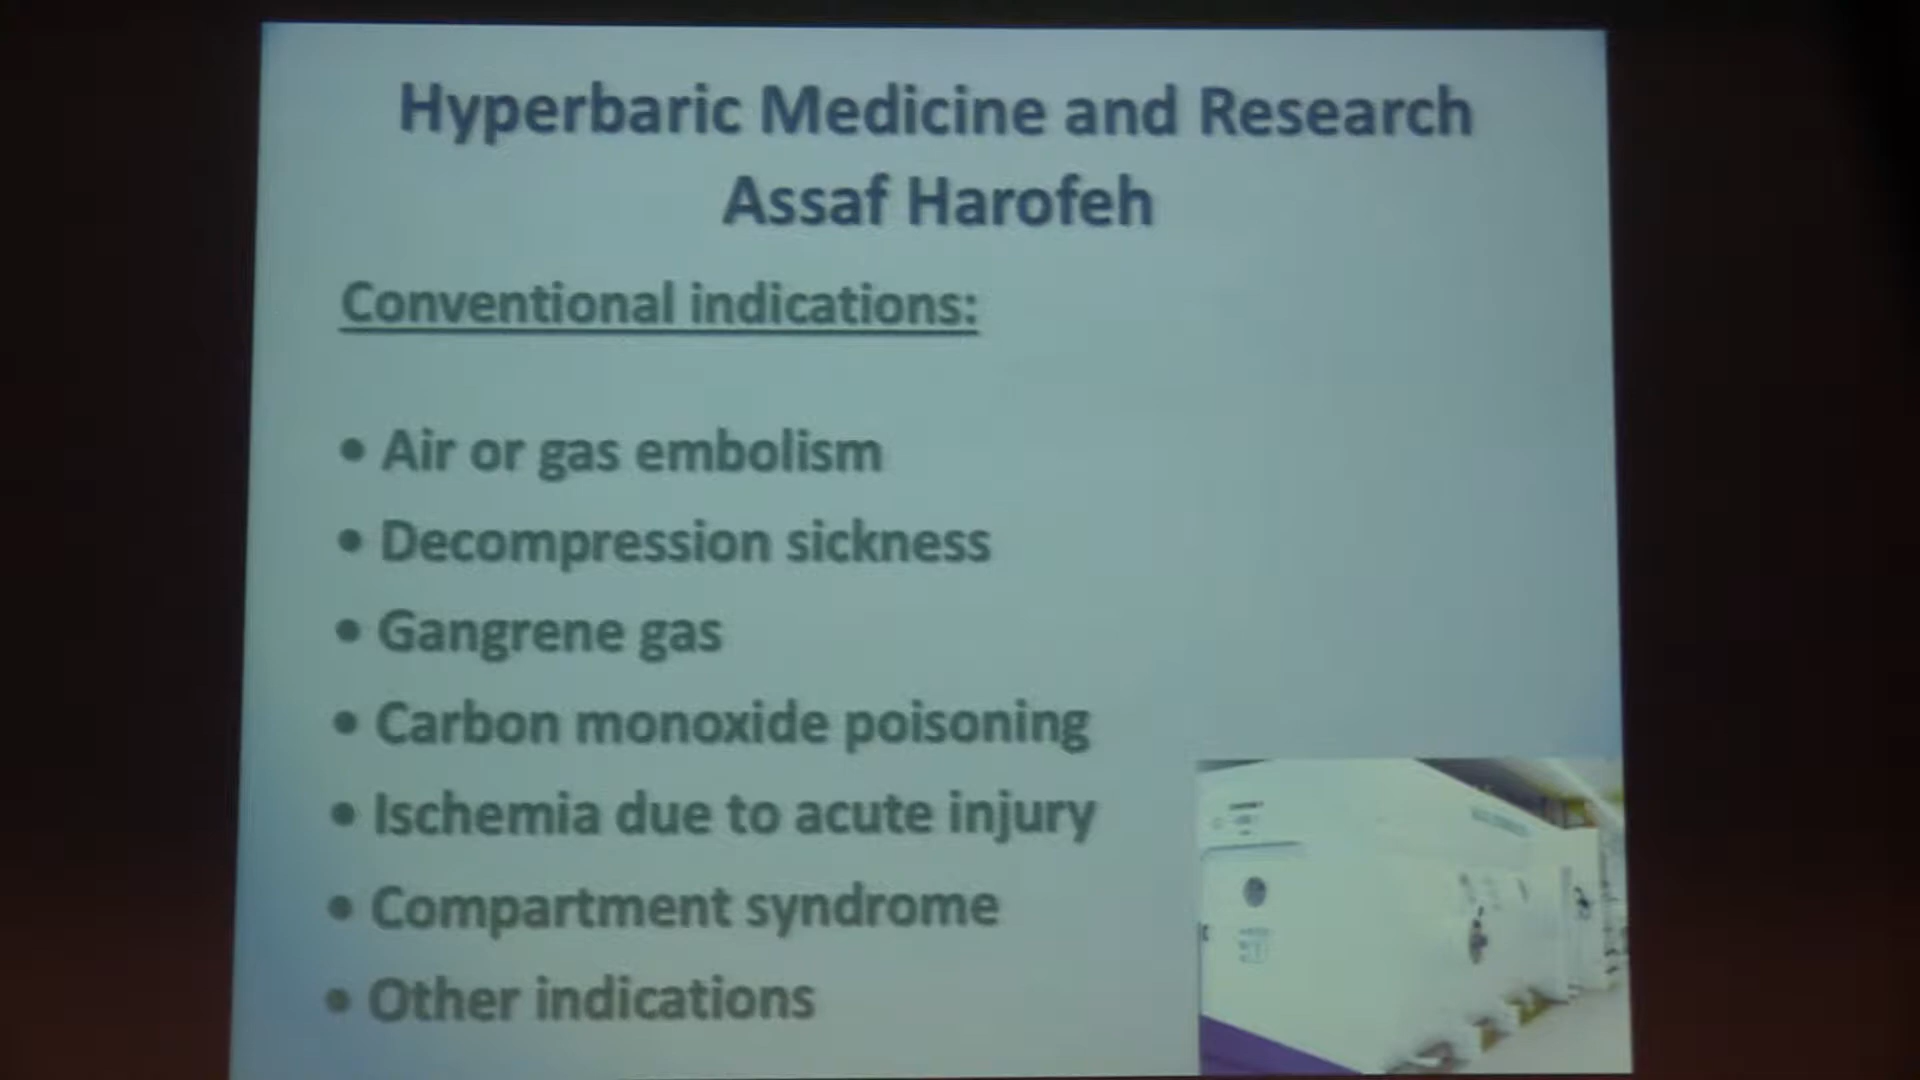 Hyperbaric Medicine and Research
Assaf Harofeh
Conventional indications:
• Air or gas embolism
• Decompression sickness
• Gangrene gas
• Carbon monoxide poisoning
• Ischemia due to acute injury
• Compartment syndrome
• Other indications